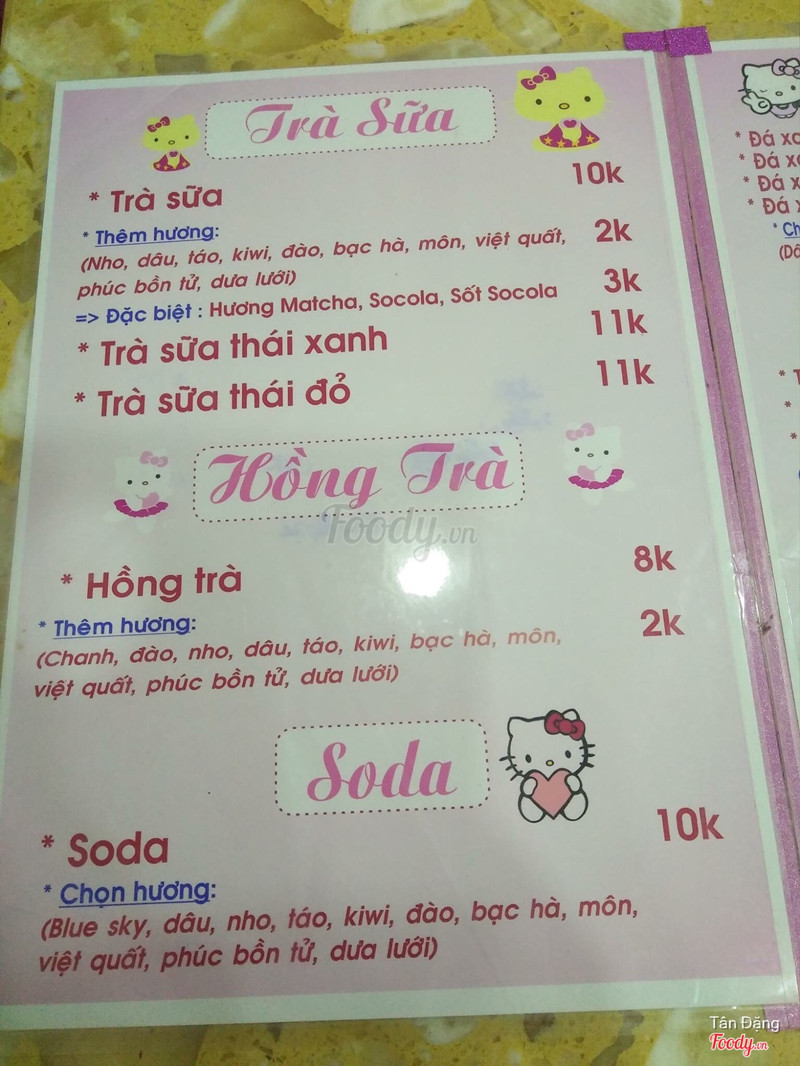 Trà Sữa
* Trà sữa 10k
* Thêm hương: 2k
(Nho, dâu, táo, kiwi, đào, bạc hà, môn, việt quất,
phúc bồn tử, dưa lưới)
=> Đặc biệt : Hương Matcha, Socola, Sốt Socola 3k
* Trà sữa thái xanh 11k
* Trà sữa thái đỏ 11k
Hồng Trà
Foody.vn
* Hồng trà 8k
* Thêm hương: 2k
(Chanh, đào, nho, dâu, táo, kiwi, bạc hà, môn,
việt quất, phúc bồn tử, dưa lưới)
Soda
* Soda 10k
* Chọn hương:
(Blue sky, dâu, nho, táo, kiwi, đào, bạc hà, môn,
việt quất, phúc bồn tử, dưa lưới)
* Đá
* Đá
* Đá
* Đá
Tân Đặng
Foody.vn